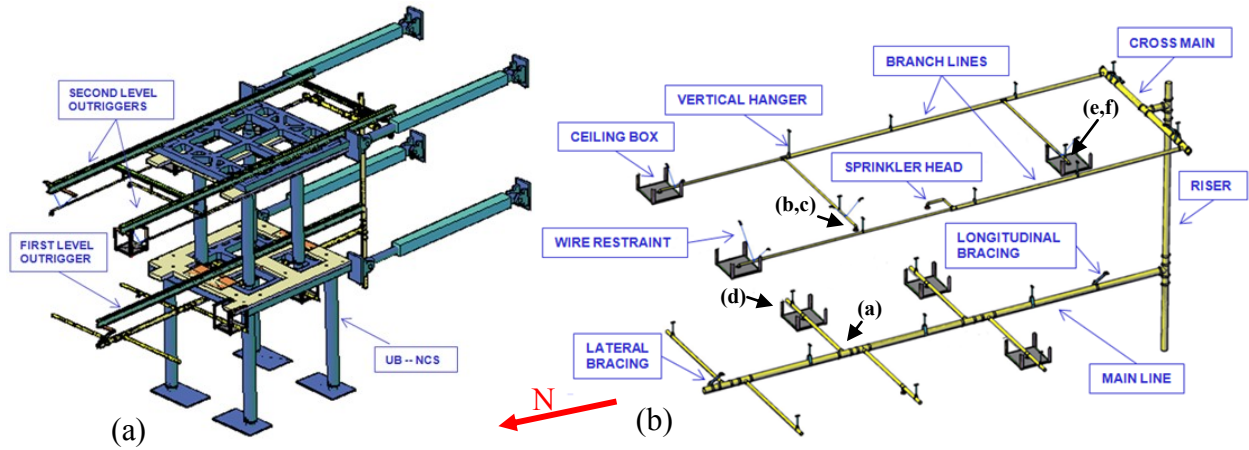 SECOND LEVEL
OUTRIGGERS
FIRST LEVEL
OUTRIGGER
UB -- NCS
(a)
N
CROSS MAIN
BRANCH LINES
VERTICAL HANGER
(e,f)
CEILING BOX
SPRINKLER HEAD
(b,c)
RISER
WIRE RESTRAINT
LONGITUDINAL
BRACING
(d)
(a)
LATERAL
BRACING
MAIN LINE
(b)